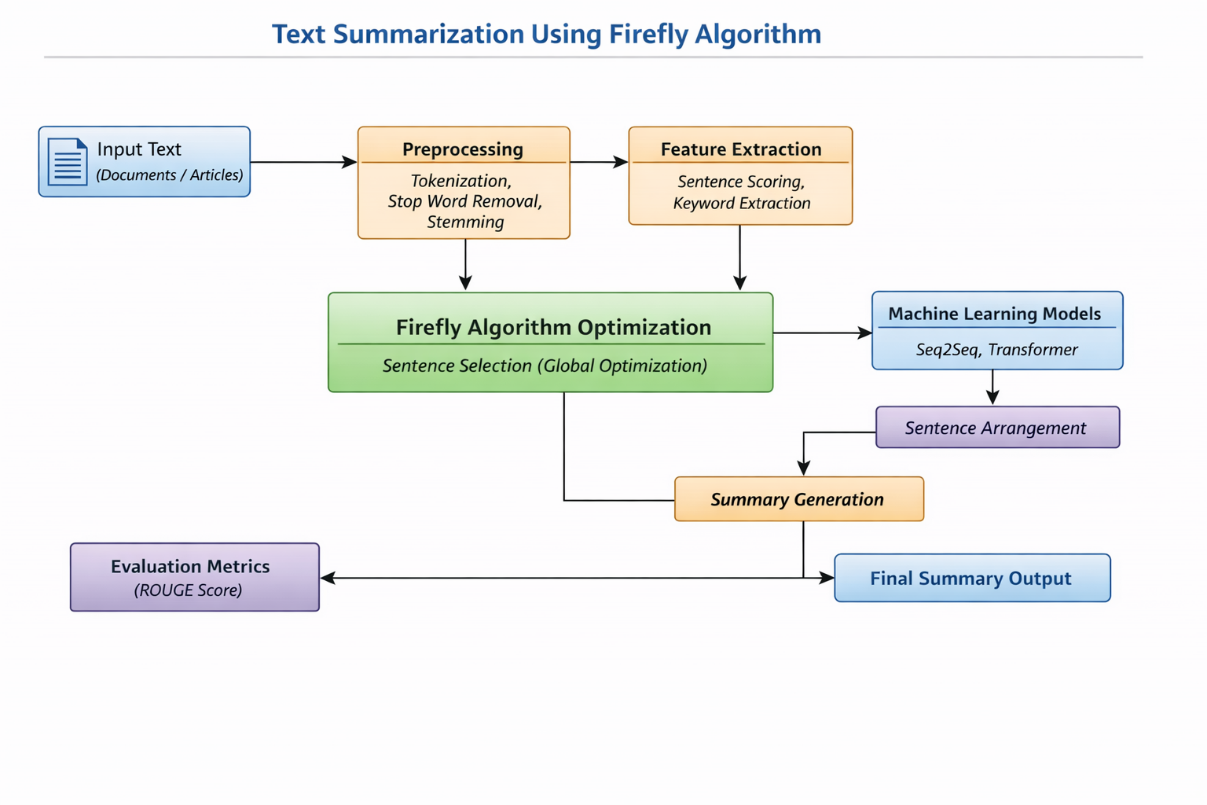 Text Summarization Using Firefly Algorithm
Input Text
(Documents / Articles)
Preprocessing
Tokenization,
Stop Word Removal,
Stemming
Feature Extraction
Sentence Scoring,
Keyword Extraction
Firefly Algorithm Optimization
Sentence Selection (Global Optimization)
Machine Learning Models
Seq2Seq, Transformer
Sentence Arrangement
Summary Generation
Evaluation Metrics
(ROUGE Score)
Final Summary Output